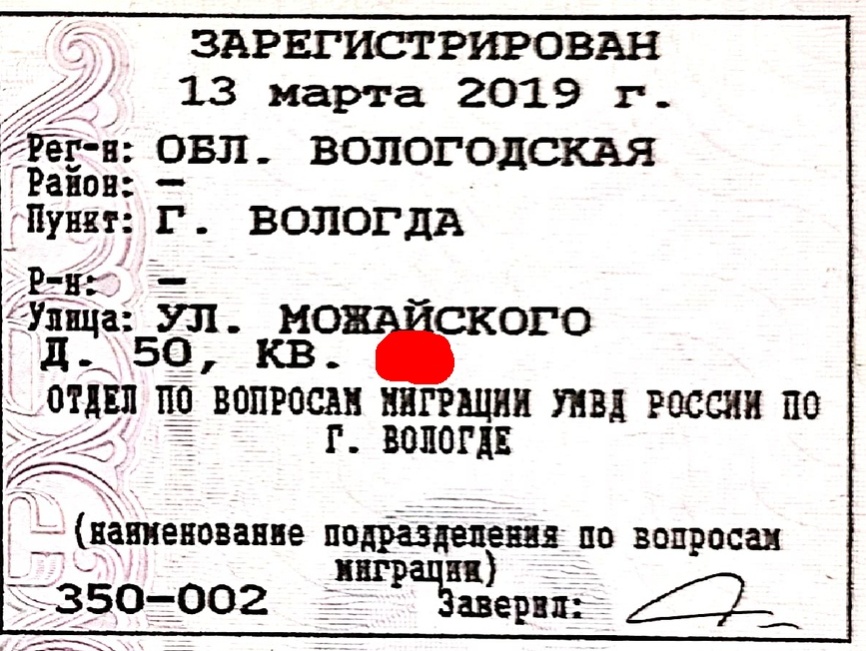 ЗАРЕГИСТРИРОВАН
13 марта 2019 г.
Рег-н: ОБЛ. ВОЛОГОДСКАЯ
Район: –
Пункт: Г. ВОЛОГДА
Р-н: –
Улица: УЛ. МОЖАЙСКОГО
Д. 50, КВ.
ОТДЕЛ ПО ВОПРОСАМ МИГРАЦИИ УМВД РОССИИ ПО
Г. ВОЛОГДЕ
(наименование подразделения по вопросам
миграции)
350-002 Заверил: